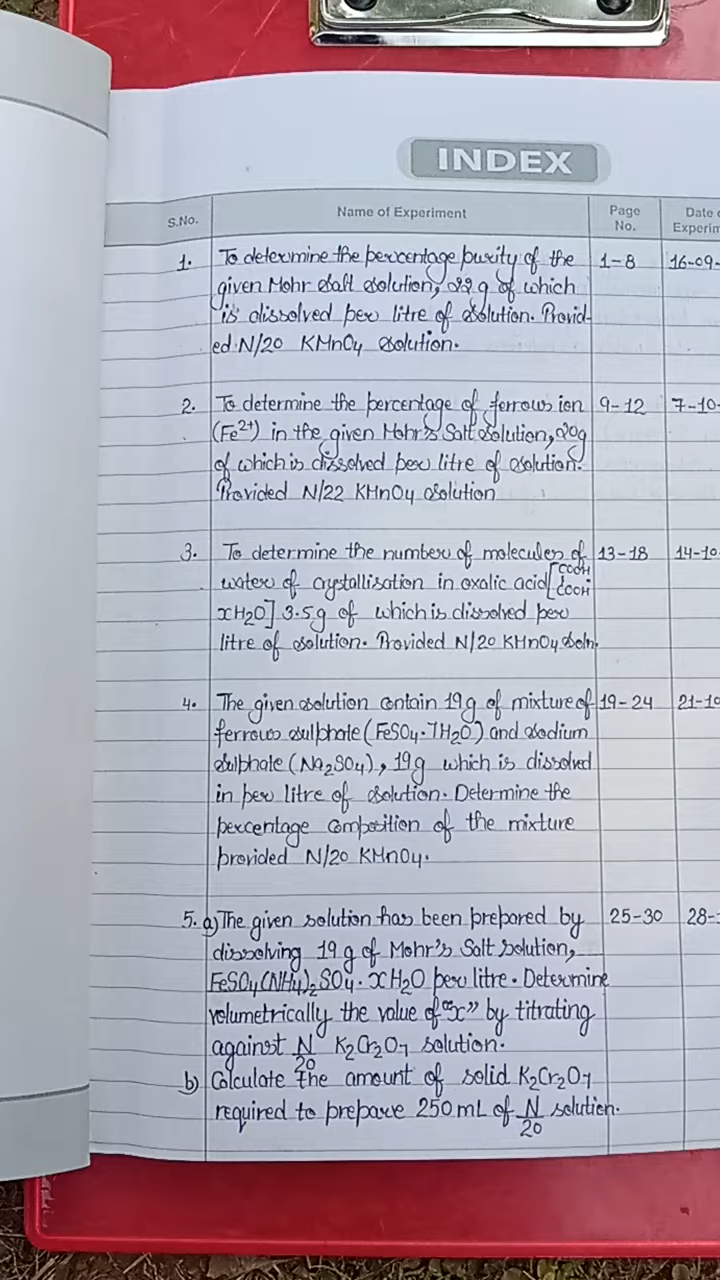 INDEX
S.No. Name of Experiment Page No. Date Experim
1. To determine the percentage purity of the 1-8 16-09-
given Mohr Salt solution, 22 g of which
is dissolved per litre of solution. Provid-
ed N/20 KMnO4 solution.
2. To determine the percentage of ferrous ion 9-12 7-10-
(Fe2+) in the given Mohr's Salt solution, 20g
of which is dissolved per litre of solution.
Provided N/22 KMnO4 solution
3. To determine the number of molecules of 13-18 14-10
water of crystallisation in oxalic acid [COOH COOH
xH2O] 3.5g of which is dissolved per
litre of solution. Provided N/20 KMnO4 soln.
4. The given solution contain 19g of mixture of 19-24 21-10
ferrous sulphate (FeSO4·7H2O) and sodium
sulphate (Na2SO4), 19g which is dissolved
in per litre of solution. Determine the
percentage composition of the mixture
provided N/20 KMnO4.
5. a) The given solution has been prepared by 25-30 28-
dissolving 19 g of Mohr's Salt solution,
FeSO4(NH4)2SO4·xH2O per litre. Determine
volumetrically the value of "x" by titrating
against N/20 K2Cr2O7 solution.
b) Calculate the amount of solid K2Cr2O7
required to prepare 250 mL of N/20 solution.